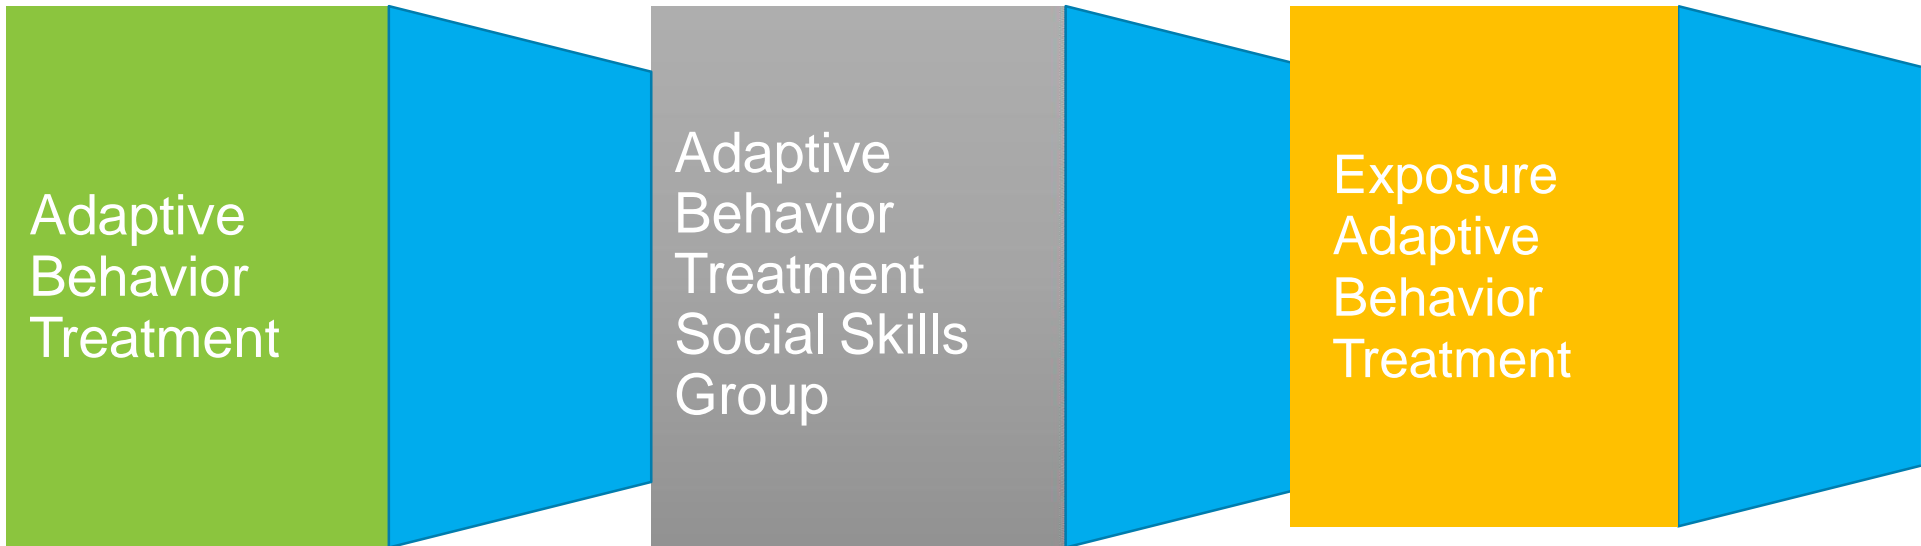 Adaptive
Behavior
Treatment
Adaptive
Behavior
Treatment
Social Skills
Group
Exposure
Adaptive
Behavior
Treatment